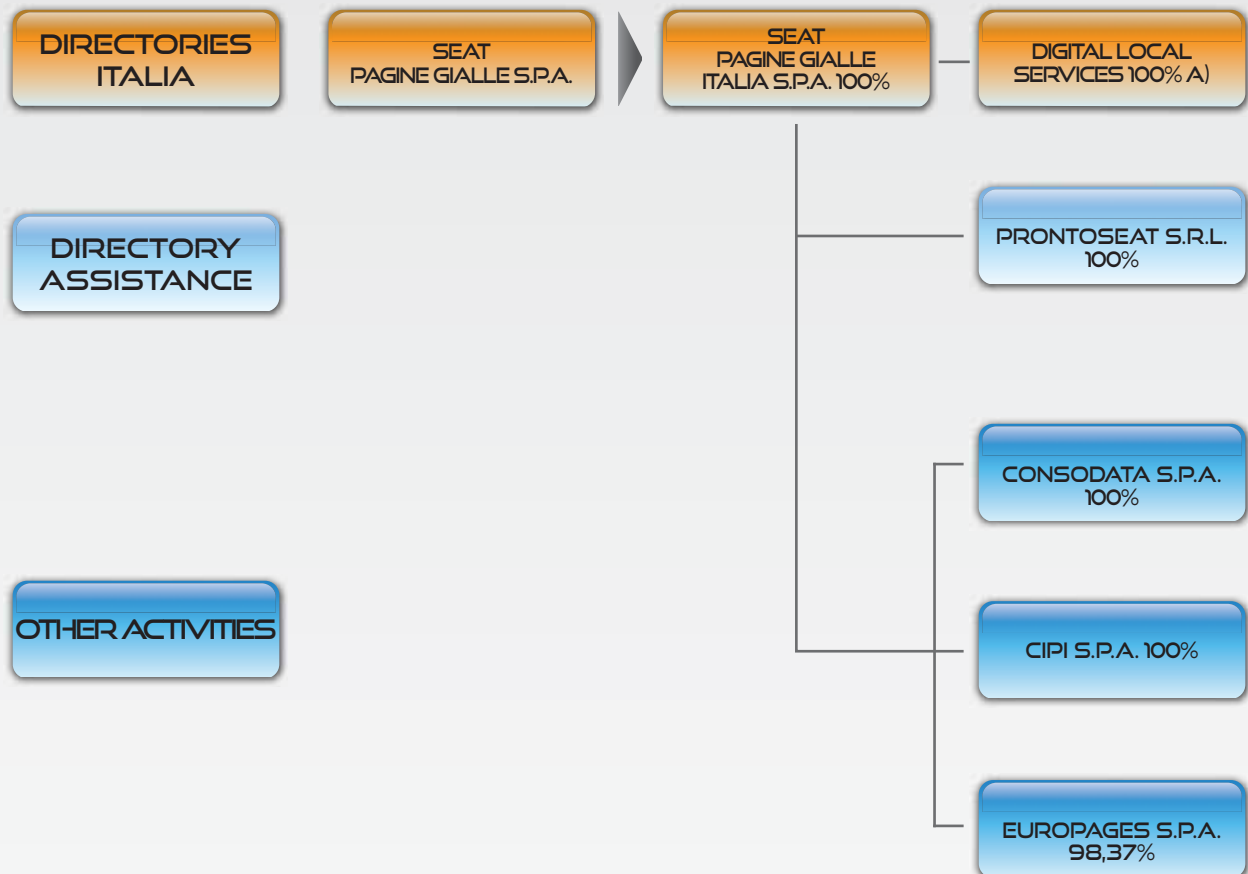 DIRECTORIES
ITALIA
SEAT
PAGINE GIALLE S.P.A.
SEAT
PAGINE GIALLE
ITALIA S.P.A. 100%
DIGITAL LOCAL
SERVICES 100% A)
DIRECTORY
ASSISTANCE
PRONTOSEAT S.R.L.
100%
CONSODATA S.P.A.
100%
OTHER ACTIVITIES
CIPI S.P.A. 100%
EUROPAGES S.P.A.
98,37%